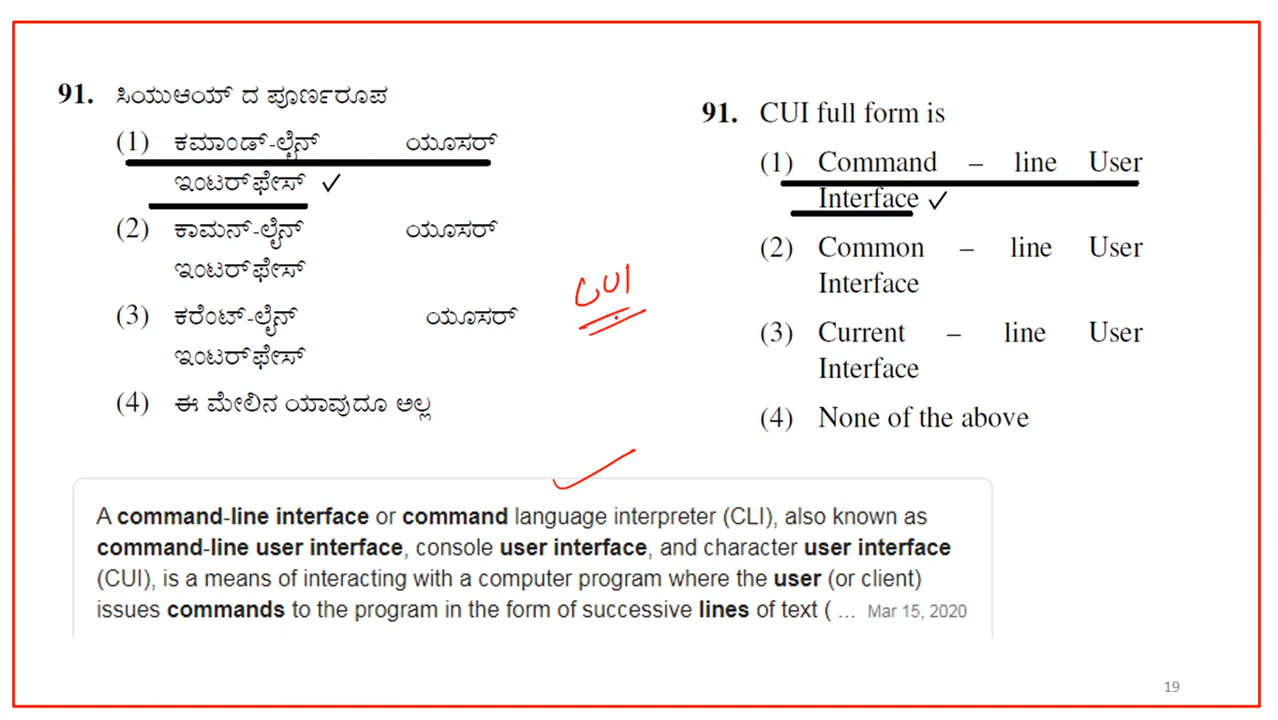 91. ಸಿಯುಆಯ್ ದ ಪೂರ್ಣರೂಪ
(1) ಕಮಾಂಡ್-ಲೈನ್ ಯೂಸರ್
ಇಂಟರ್‌ಫೇಸ್ ✓
(2) ಕಾಮನ್-ಲೈನ್ ಯೂಸರ್
ಇಂಟರ್‌ಫೇಸ್
(3) ಕರೆಂಟ್-ಲೈನ್ ಯೂಸರ್
ಇಂಟರ್‌ಫೇಸ್
(4) ಈ ಮೇಲಿನ ಯಾವುದೂ ಅಲ್ಲ
CUI
91. CUI full form is
(1) Command – line User
Interface ✓
(2) Common – line User
Interface
(3) Current – line User
Interface
(4) None of the above
A command-line interface or command language interpreter (CLI), also known as
command-line user interface, console user interface, and character user interface
(CUI), is a means of interacting with a computer program where the user (or client)
issues commands to the program in the form of successive lines of text ( ... Mar 15, 2020
19